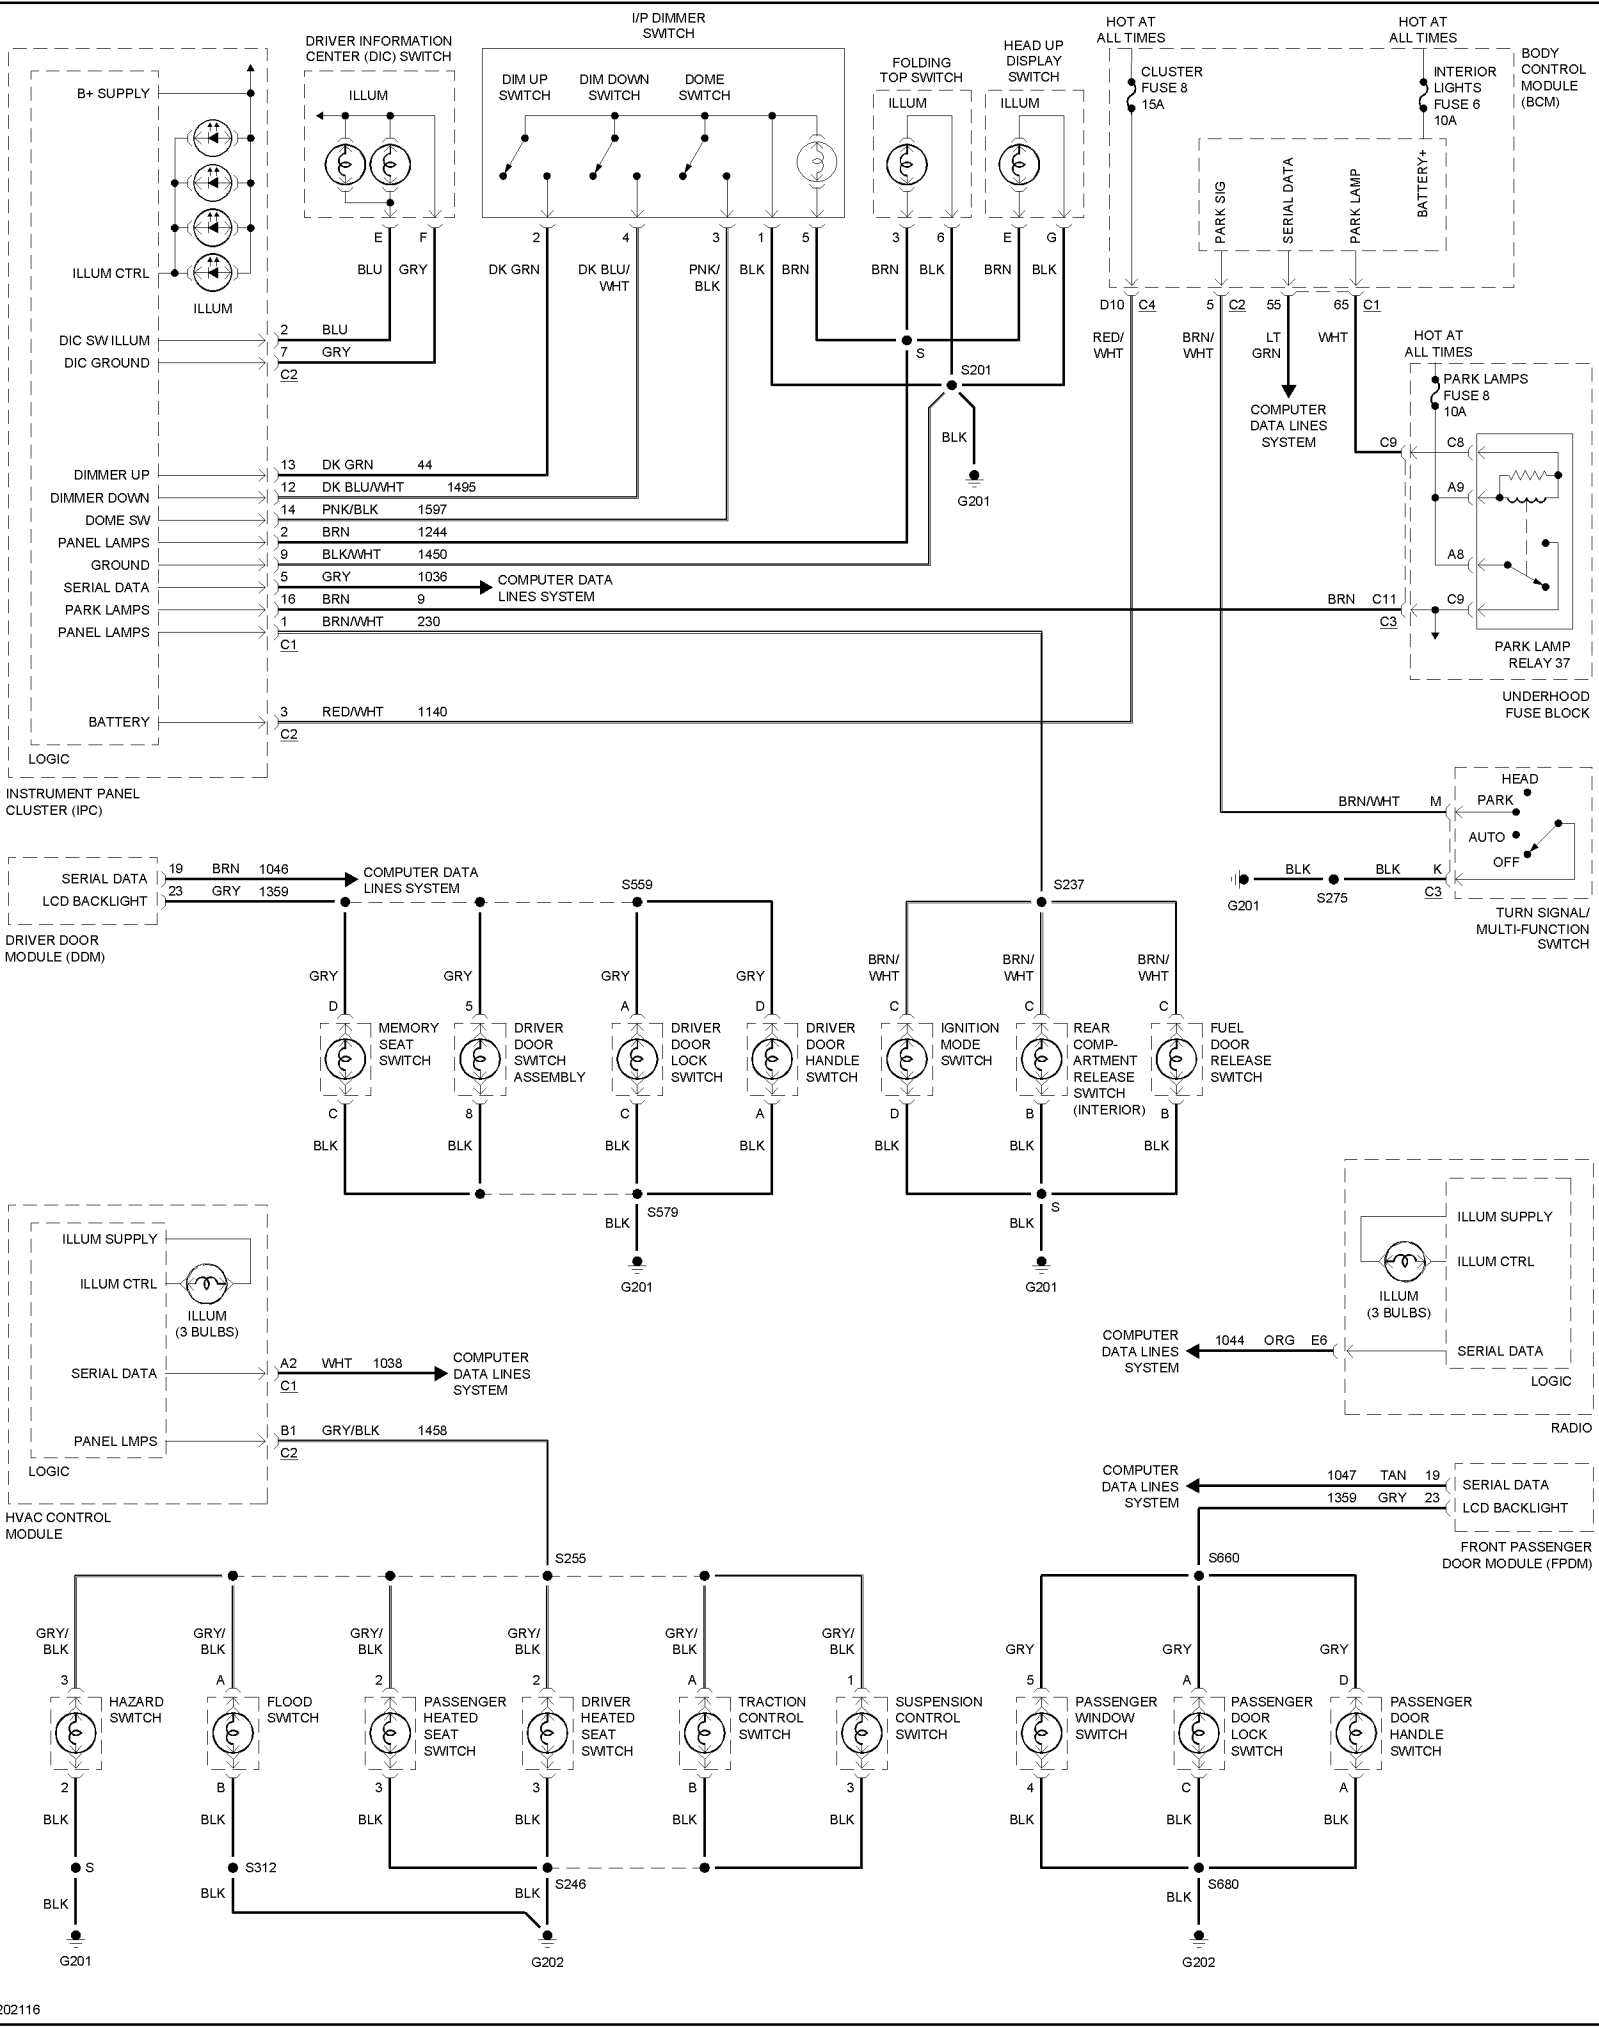 I/P DIMMER
SWITCH
DRIVER INFORMATION
CENTER (DIC) SWITCH
ILLUM
DIM UP
SWITCH
DIM DOWN
SWITCH
DOME
SWITCH
FOLDING
TOP SWITCH
ILLUM
HEAD UP
DISPLAY
SWITCH
ILLUM
HOT AT
ALL TIMES
HOT AT
ALL TIMES
CLUSTER
FUSE 8
15A
INTERIOR
LIGHTS
FUSE 6
10A
BODY
CONTROL
MODULE
(BCM)
PARK SIG
SERIAL DATA
PARK LAMP
BATTERY+
B+ SUPPLY
ILLUM CTRL
ILLUM
E F 2 4 3 1 5 3 6 E G
BLU GRY DK GRN DK BLU/
WHT PNK/
BLK BLK BRN BRN BLK BRN BLK
D10 C4 5 C2 55 65 C1
RED/
WHT
BRN/
WHT
LT
GRN
WHT
DIC SW ILLUM 2 BLU
DIC GROUND 7 GRY
C2
S
S201
BLK
G201
COMPUTER
DATA LINES
SYSTEM
HOT AT
ALL TIMES
PARK LAMPS
FUSE 8
10A
C9 C8
A9
A8
BRN C11 C9
C3
PARK LAMP
RELAY 37
UNDERHOOD
FUSE BLOCK
DIMMER UP 13 DK GRN 44
DIMMER DOWN 12 DK BLU/WHT 1495
DOME SW 14 PNK/BLK 1597
PANEL LAMPS 2 BRN 1244
GROUND 9 BLK/WHT 1450
SERIAL DATA 5 GRY 1036
COMPUTER DATA
LINES SYSTEM
PARK LAMPS 16 BRN 9
PANEL LAMPS 1 BRN/WHT 230
C1
BATTERY 3 RED/WHT 1140
C2
LOGIC
INSTRUMENT PANEL
CLUSTER (IPC)
HEAD
PARK
AUTO
OFF
BRN/WHT M
BLK BLK K
G201 S275 C3
TURN SIGNAL/
MULTI-FUNCTION
SWITCH
SERIAL DATA 19 BRN 1046
LCD BACKLIGHT 23 GRY 1359
COMPUTER DATA
LINES SYSTEM
DRIVER DOOR
MODULE (DDM)
S559
S237
GRY GRY GRY GRY
BRN/
WHT
BRN/
WHT
BRN/
WHT
D 5 A D C C C
MEMORY
SEAT
SWITCH
DRIVER
DOOR
SWITCH
ASSEMBLY
DRIVER
DOOR
LOCK
SWITCH
DRIVER
DOOR
HANDLE
SWITCH
IGNITION
MODE
SWITCH
REAR
COMP-
ARTMENT
RELEASE
SWITCH
(INTERIOR)
FUEL
DOOR
RELEASE
SWITCH
C 8 C A D B B
BLK BLK BLK BLK BLK BLK BLK
S579
S
BLK BLK
G201 G201
ILLUM SUPPLY
ILLUM CTRL
ILLUM
(3 BULBS)
SERIAL DATA A2 WHT 1038
C1
COMPUTER
DATA LINES
SYSTEM
PANEL LMPS B1 GRY/BLK 1458
C2
LOGIC
HVAC CONTROL
MODULE
ILLUM SUPPLY
ILLUM CTRL
ILLUM
(3 BULBS)
COMPUTER
DATA LINES
SYSTEM
1044 ORG E6 SERIAL DATA
LOGIC
RADIO
COMPUTER
DATA LINES
SYSTEM
1047 TAN 19 SERIAL DATA
1359 GRY 23 LCD BACKLIGHT
FRONT PASSENGER
DOOR MODULE (FPDM)
S255
S660
GRY/
BLK
GRY/
BLK
GRY/
BLK
GRY/
BLK
GRY/
BLK
GRY/
BLK
GRY GRY GRY
3 A 2 2 A 1 5 A D
HAZARD
SWITCH
FLOOD
SWITCH
PASSENGER
HEATED
SEAT
SWITCH
DRIVER
HEATED
SEAT
SWITCH
TRACTION
CONTROL
SWITCH
SUSPENSION
CONTROL
SWITCH
PASSENGER
WINDOW
SWITCH
PASSENGER
DOOR
LOCK
SWITCH
PASSENGER
DOOR
HANDLE
SWITCH
2 B 3 3 B 3 4 C A
BLK BLK BLK BLK BLK BLK BLK BLK BLK
S S312 S246 S680
BLK BLK BLK BLK
G201 G202 G202
202116